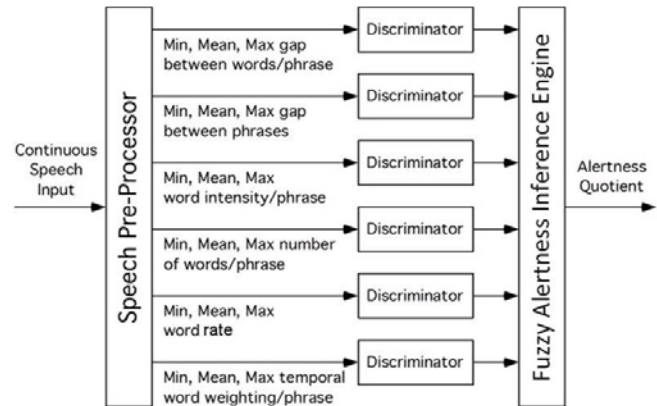 Continuous
Speech
Input
Speech Pre-Processor
Min, Mean, Max gap
between words/phrase
Discriminator
Min, Mean, Max gap
between phrases
Discriminator
Min, Mean, Max
word intensity/phrase
Discriminator
Min, Mean, Max number
of words/phrase
Discriminator
Min, Mean, Max
word rate
Discriminator
Min, Mean, Max temporal
word weighting/phrase
Discriminator
Fuzzy Alertness Inference Engine
Alertness
Quotient